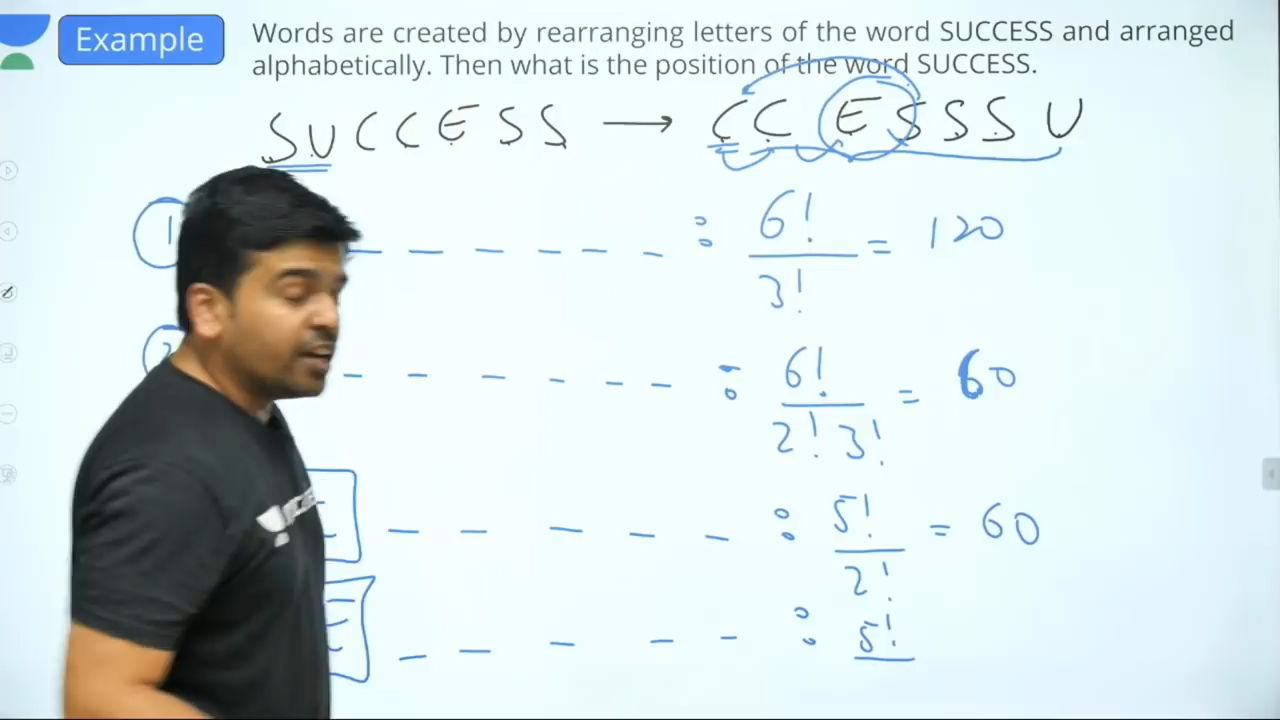 Example
Words are created by rearranging letters of the word SUCCESS and arranged
alphabetically. Then what is the position of the word SUCCESS.
SUCCESS → CCESSSU
1 _ _ _ _ _ _ : 6!/3! = 120
_ _ _ _ _ _ : 6!/2!3! = 60
_ _ _ _ _ : 5!/2! = 60
_ _ _ _ _ : 5!